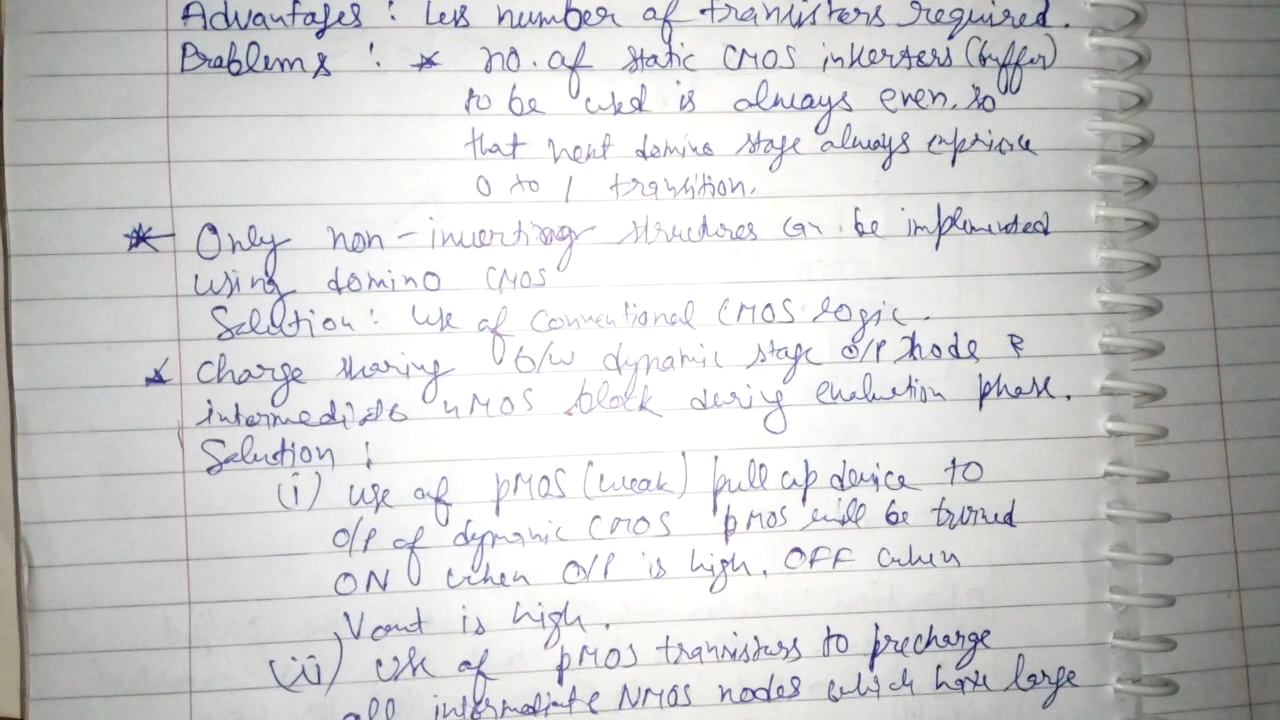 Advantages : Less number of transistors required.
Problems : * no. of static CMOS inverters (buffer)
to be used is always even, so
that next domino stage always
0 to 1 transition.
* Only non-inverting structures can be implemented
using domino CMOS
Solution : Use of conventional CMOS logic.
* Charge sharing b/w dynamic stage O/P node &
intermediate nMOS block during evaluation phase.
Solution :
(i) Use of pMOS (weak) pull up device to
O/P of dynamic CMOS pMOS will be turned
ON when O/P is high, OFF when
Vout is high.
(ii) Use of pMOS transistors to precharge
all intermediate NMOS nodes which have large